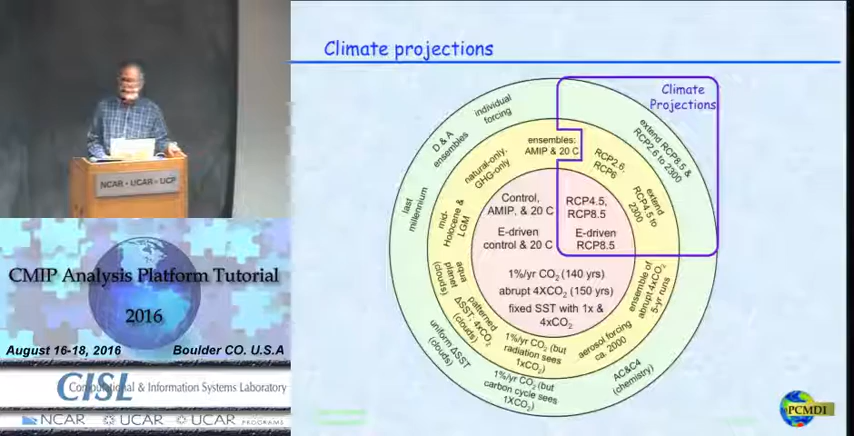 NCAR • UCAR • UCP
CMIP Analysis Platform Tutorial
2016
August 16-18, 2016
Boulder CO. U.S.A
CISL
Computational & Information Systems Laboratory
NCAR
UCAR
UCAR
PROGRAMS
Climate projections
Climate
Projections
individual
forcing
D & A
ensembles
last
millennium
extend RCP8.5 &
RCP2.6 to 2300
ensembles:
AMIP & 20 C
natural-only,
GHG-only
RCP2.6,
RCP6
extend
RCP4.5 to
2300
mid-
Holocene &
LGM
Control,
AMIP, & 20 C
RCP4.5,
RCP8.5
E-driven
control & 20 C
E-driven
RCP8.5
1%/yr CO2 (140 yrs)
abrupt 4XCO2 (150 yrs)
fixed SST with 1x &
4xCO2
aqua
planet
(clouds)
patterned
ΔSST, 4xCO2
(clouds)
1%/yr CO2 (but
radiation sees
1xCO2)
aerosol forcing
ca. 2000
ensemble of
abrupt 4xCO2
5-yr runs
uniform ΔSST
(clouds)
1%/yr CO2 (but
carbon cycle sees
1XCO2)
AC&C4
(chemistry)
PCMDI